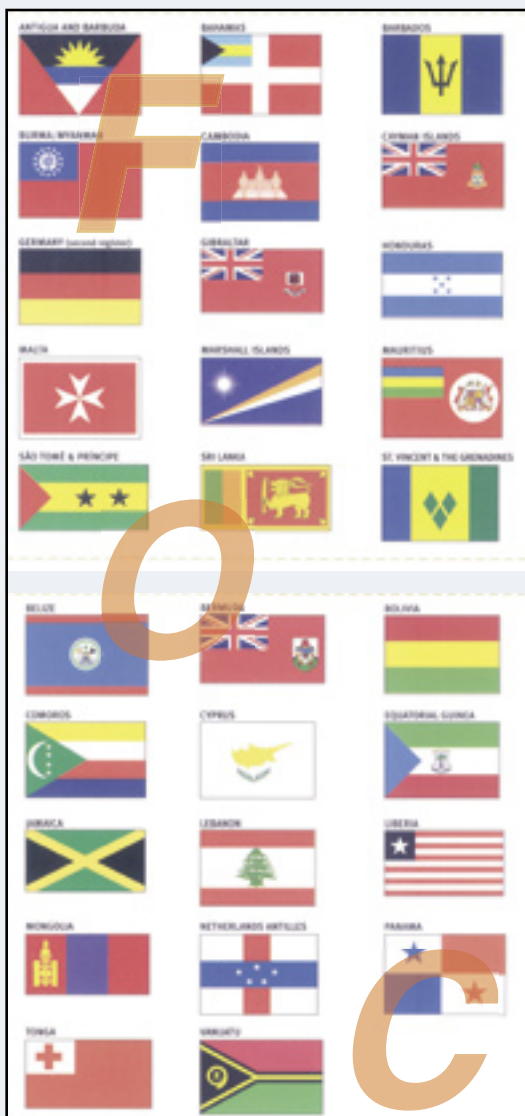 ANTIGUA AND BARBUDA BAHAMAS BARBADOS
BURMA/MYANMAR CAMBODIA CAYMAN ISLANDS
GERMANY (second register) GIBRALTAR HONDURAS
MALTA MARSHALL ISLANDS MAURITIUS
SÃO TOMÉ & PRÍNCIPE SRI LANKA ST. VINCENT & THE GRENADINES
BELIZE BERMUDA BOLIVIA
COMOROS CYPRUS EQUATORIAL GUINEA
JAMAICA LEBANON LIBERIA
MONGOLIA NETHERLANDS ANTILLES PANAMA
TONGA VANUATU
F
O
C